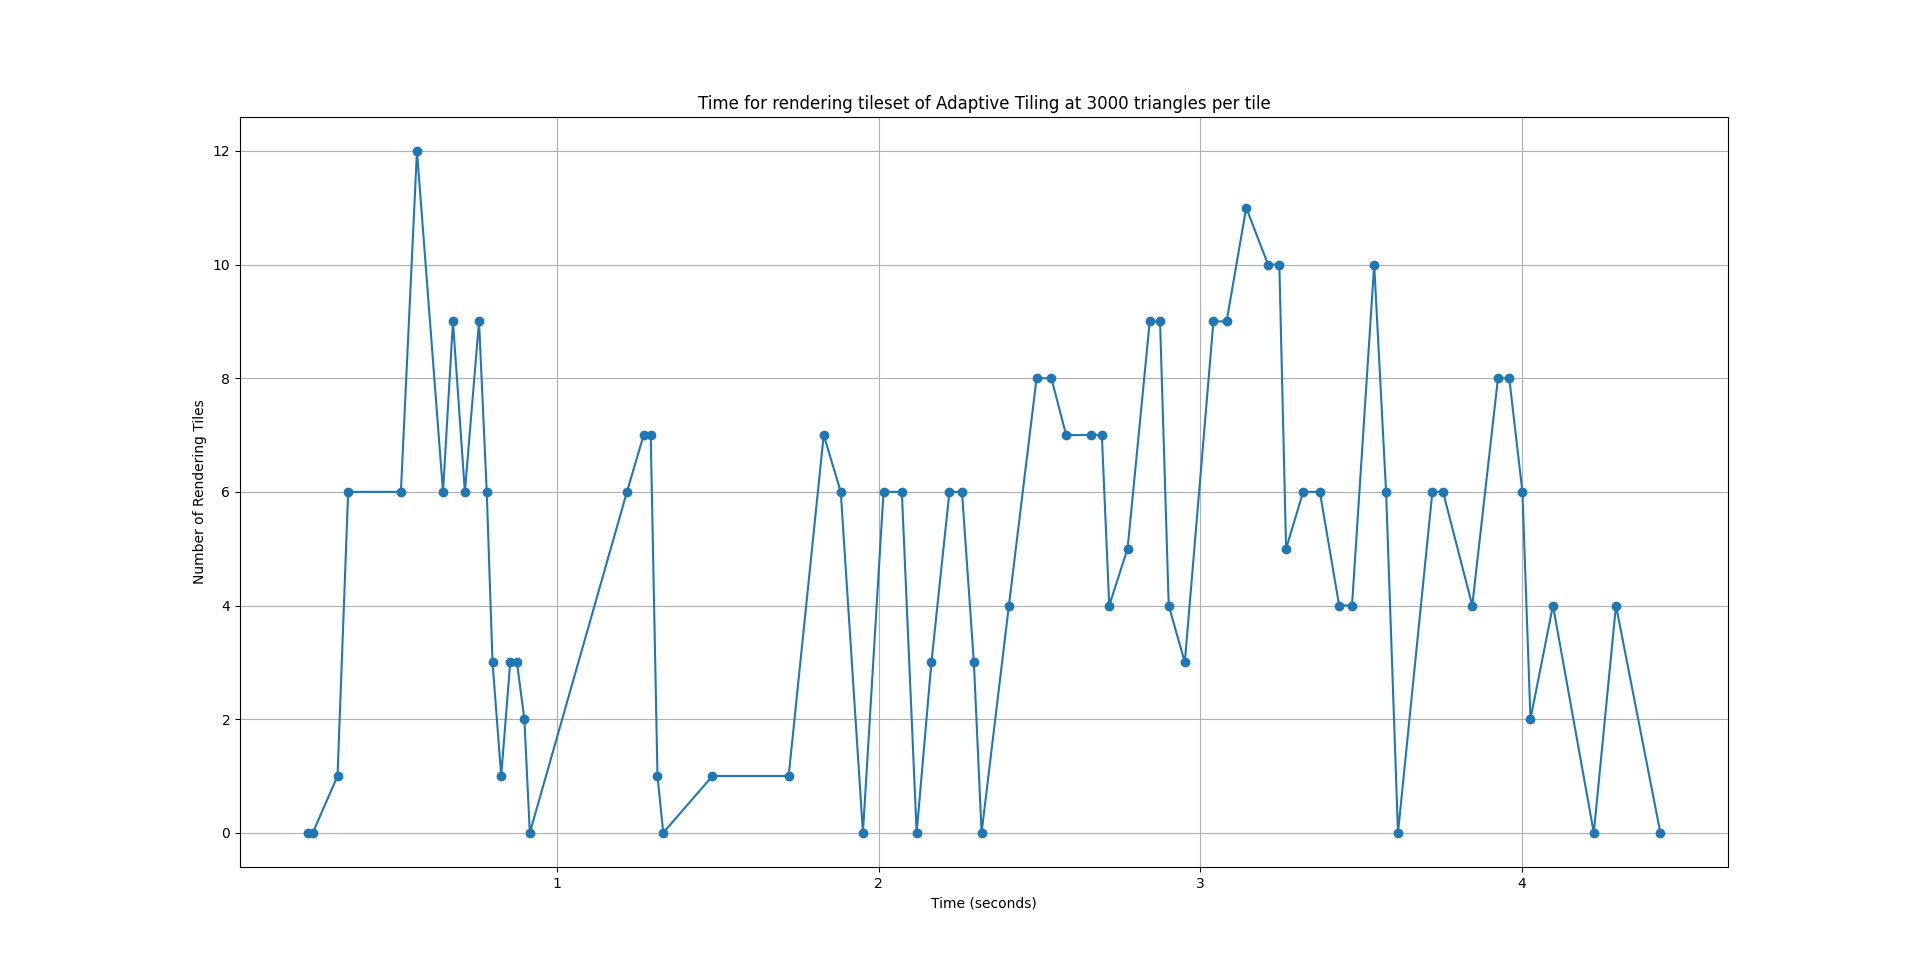 Time for rendering tileset of Adaptive Tiling at 3000 triangles per tile
Number of Rendering Tiles
12
10
8
6
4
2
0
1 2 3 4
Time (seconds)